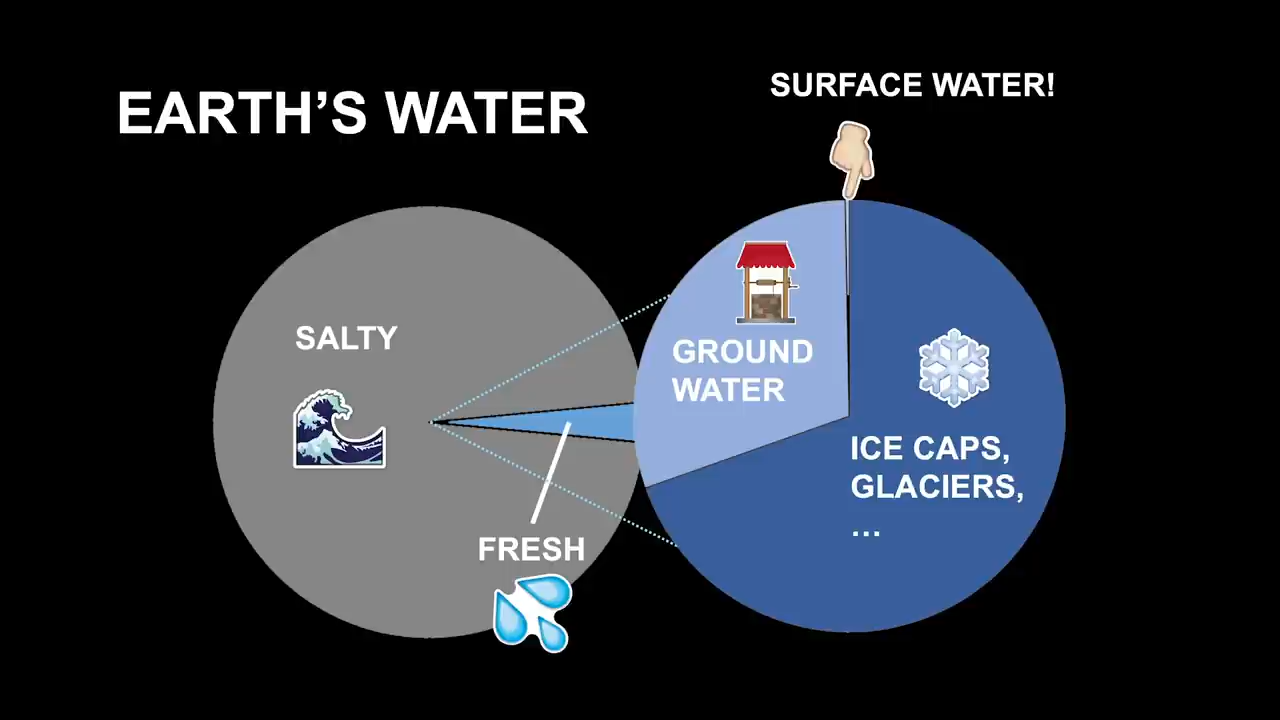 EARTH’S WATER
SURFACE WATER!
SALTY
FRESH
GROUND
WATER
ICE CAPS,
GLACIERS,
...